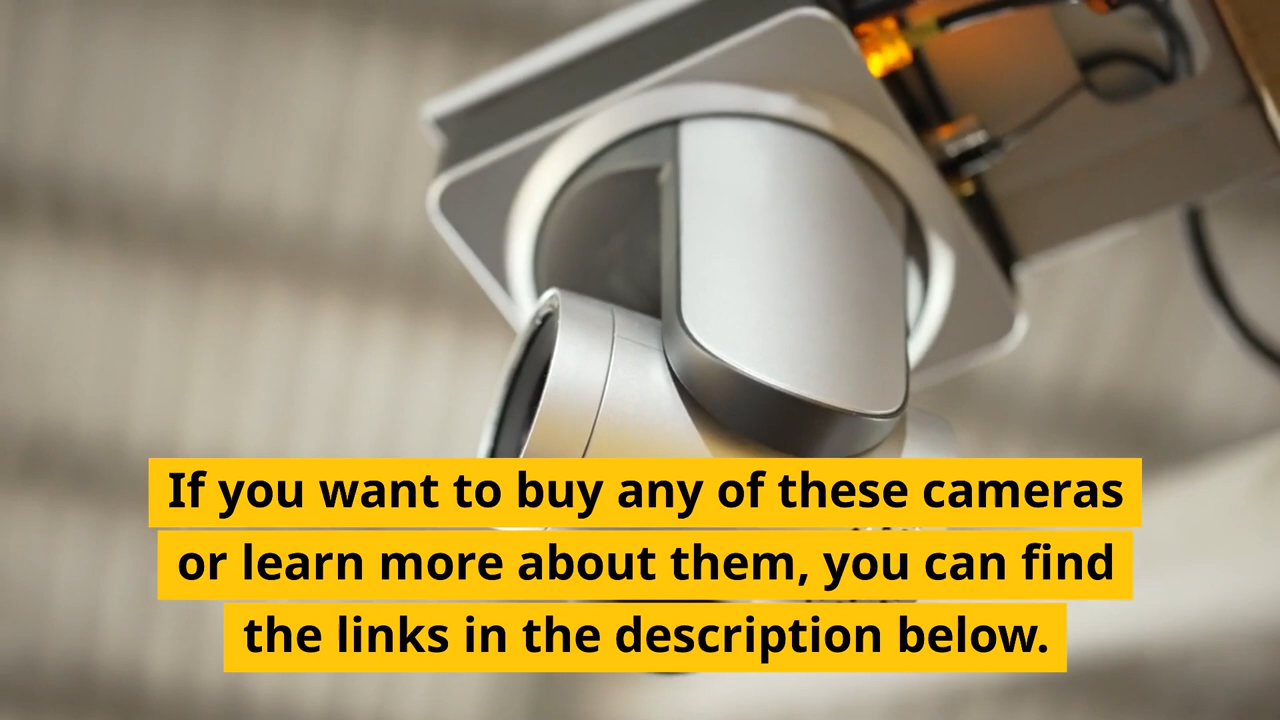 If you want to buy any of these cameras
or learn more about them, you can find
the links in the description below.